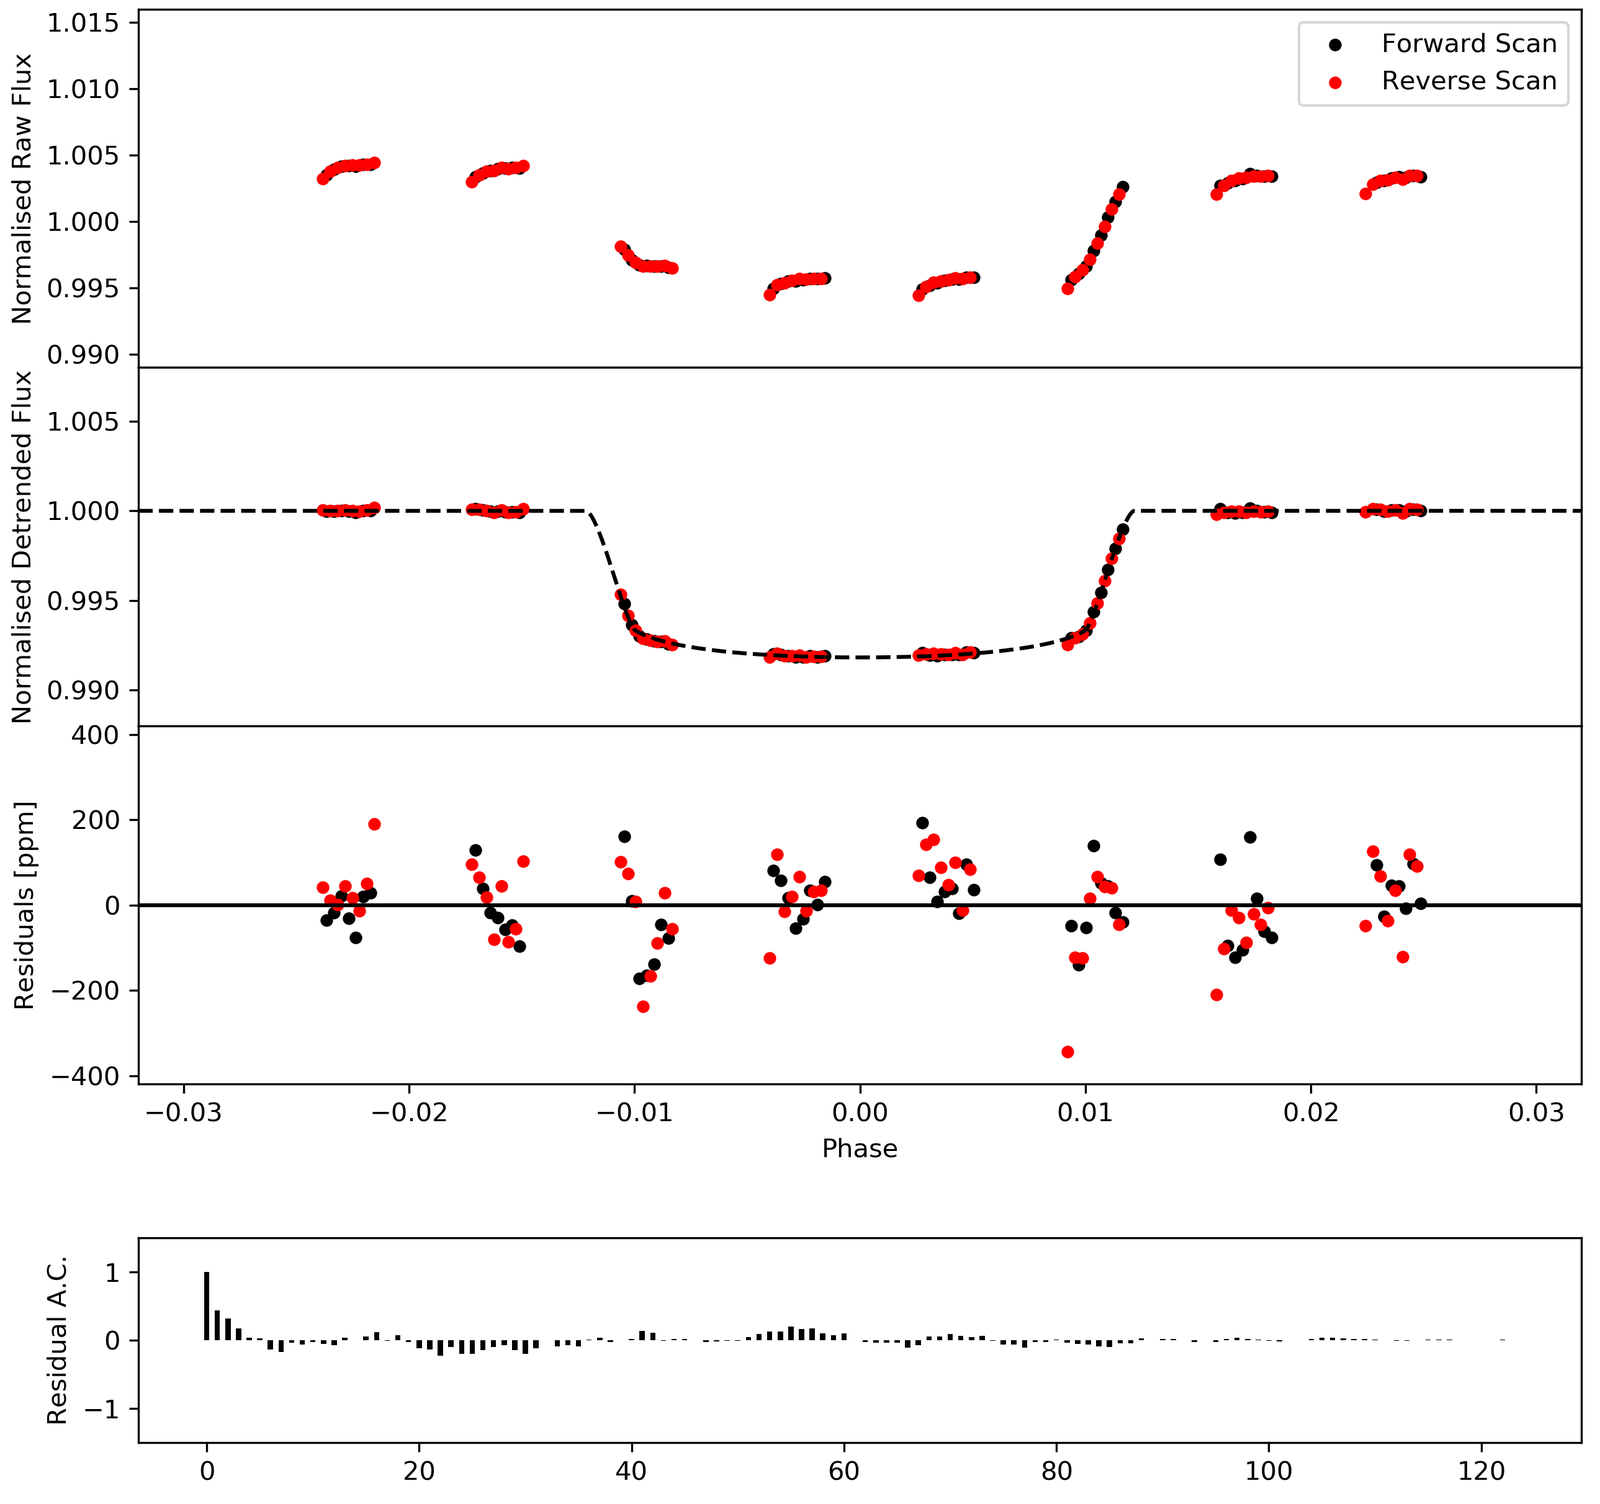 Normalised Raw Flux
1.015
1.010
1.005
1.000
0.995
0.990
Forward Scan
Reverse Scan
Normalised Detrended Flux
1.005
1.000
0.995
0.990
Residuals [ppm]
400
200
0
−200
−400
−0.03 −0.02 −0.01 0.00 0.01 0.02 0.03
Phase
Residual A.C.
1
0
−1
0 20 40 60 80 100 120